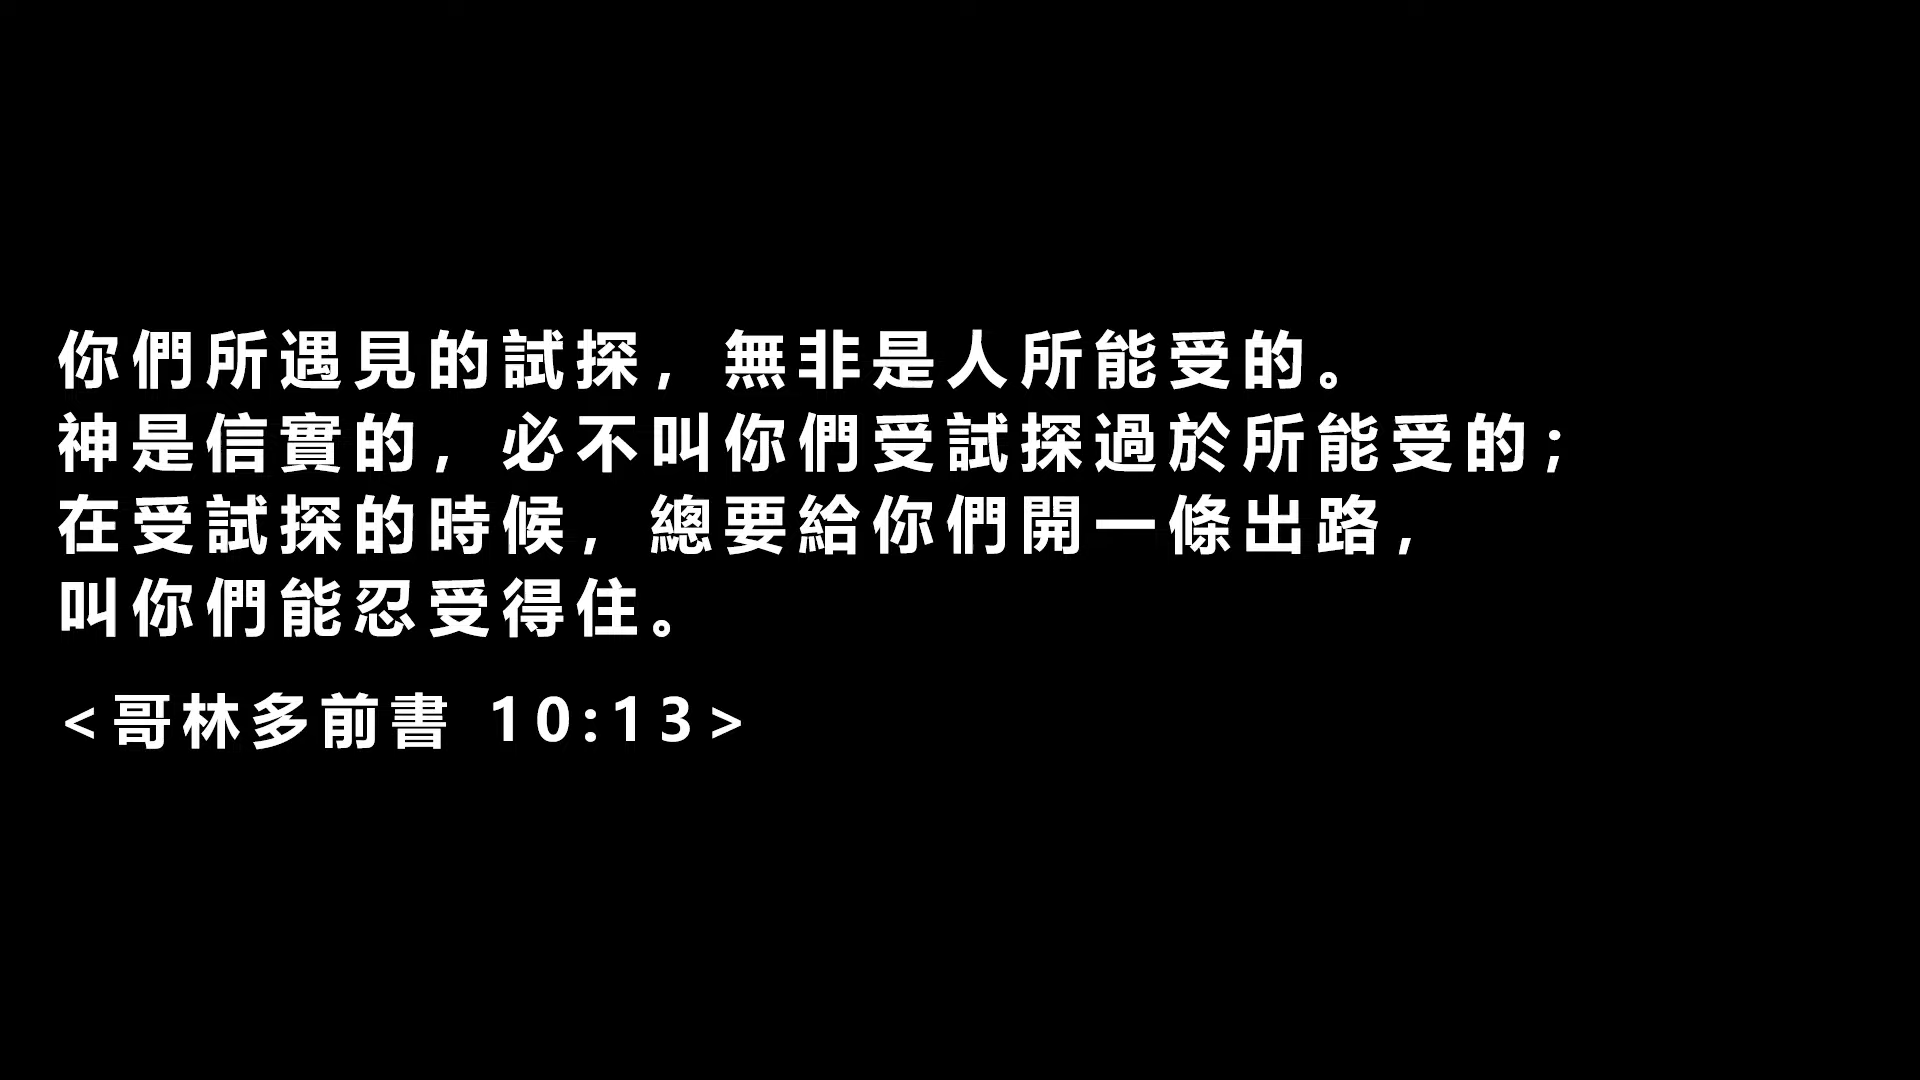 你們所遇見的試探，無非是人所能受的。
神是信實的，必不叫你們受試探過於所能受的；
在受試探的時候，總要給你們開一條出路，
叫你們能忍受得住。
<哥林多前書 10:13>